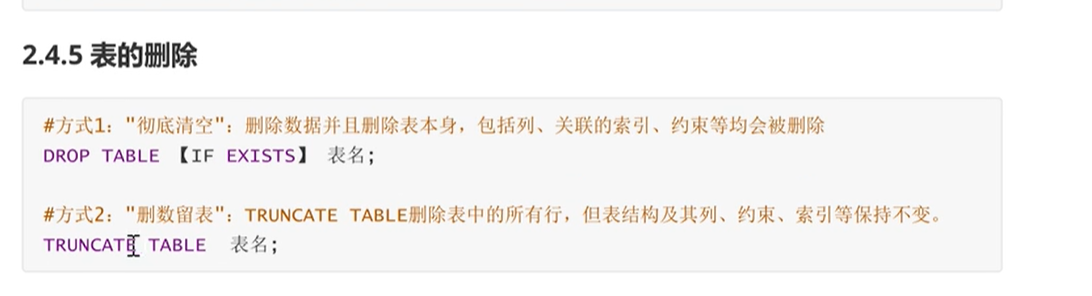 2.4.5 表的删除
#方式1："彻底清空"：删除数据并且删除表本身，包括列、关联的索引、约束等均会被删除
DROP TABLE 【IF EXISTS】 表名;
#方式2："删数留表"：TRUNCATE TABLE删除表中的所有行，但表结构及其列、约束、索引等保持不变。
TRUNCATE TABLE 表名;